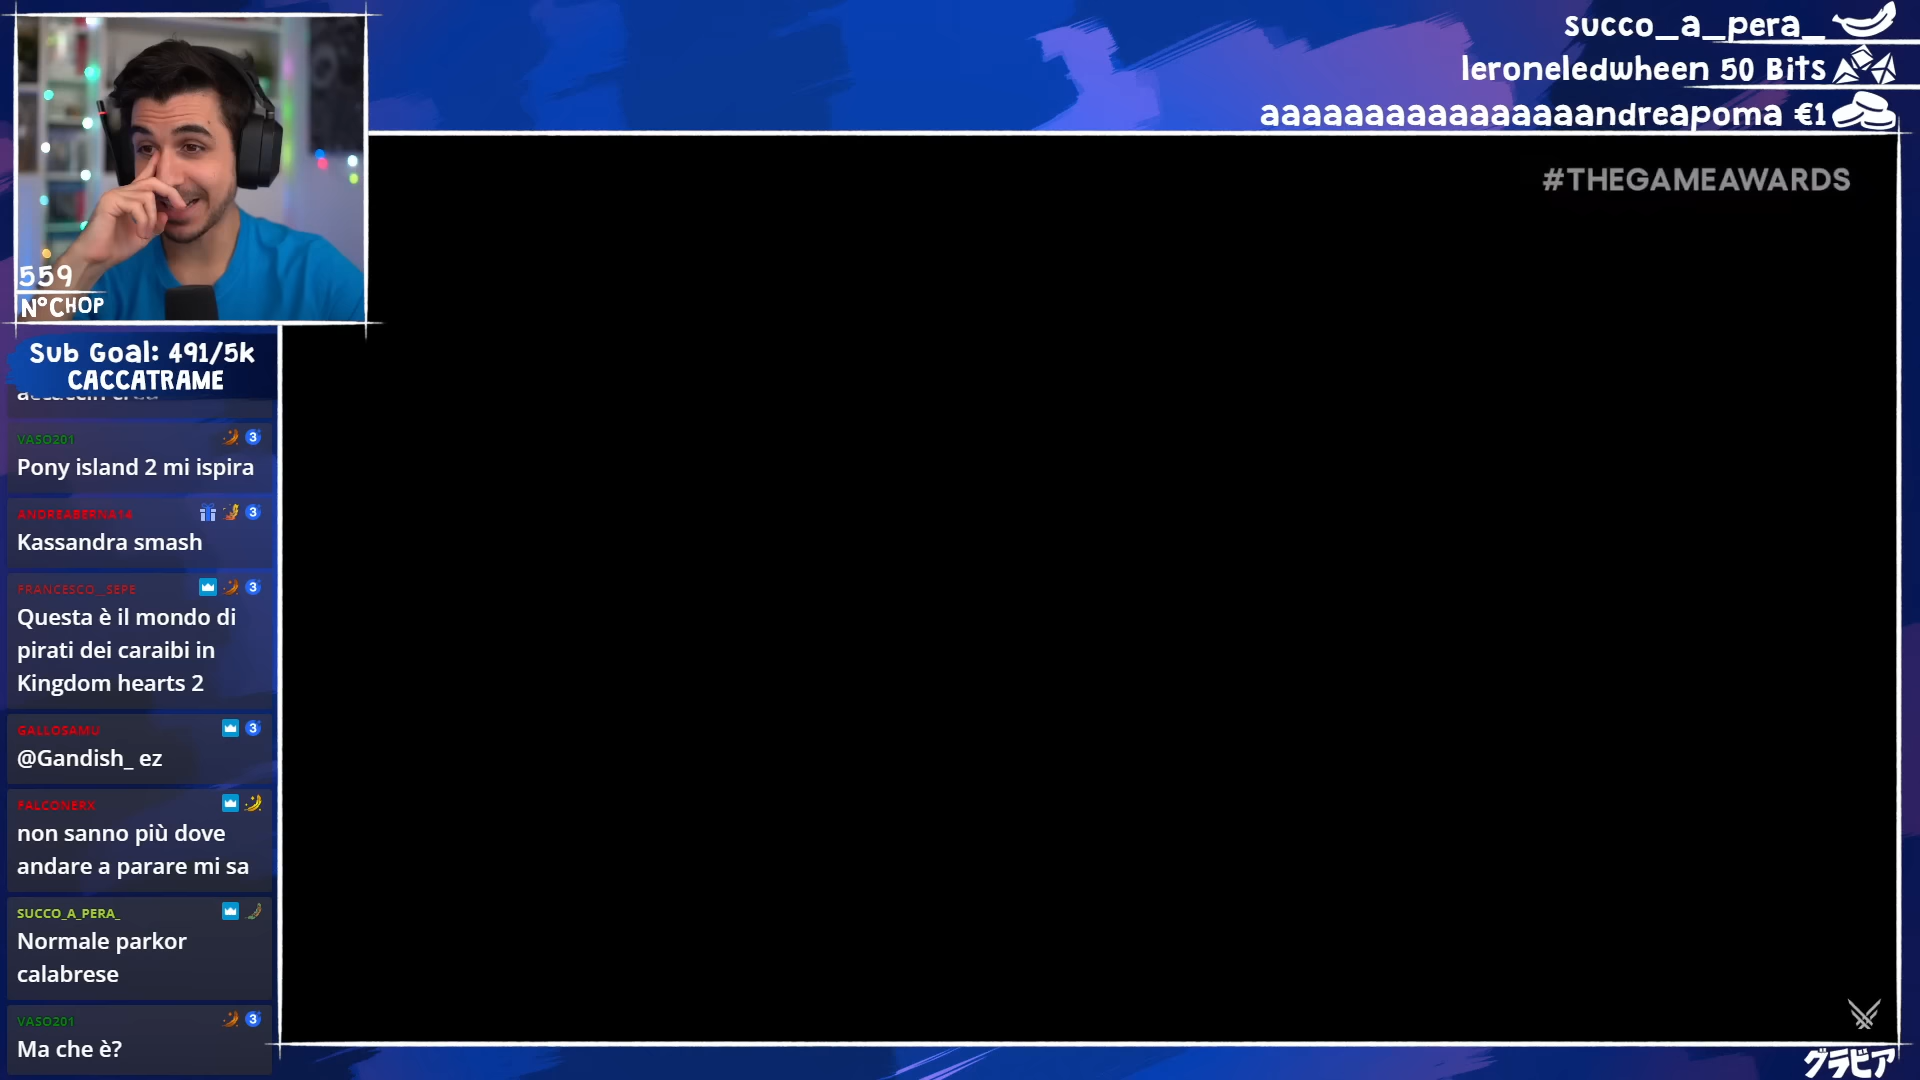 succo_a_pera_
leroneledwheen 50 Bits
aaaaaaaaaaaaaaaandreapoma €1
#THEGAMEAWARDS
559
N°CHOP
Sub Goal: 491/5k
CACCATRAME
VASO201
Pony island 2 mi ispira
ANDREABERNA14
Kassandra smash
FRANCESCO__SEPE
Questa è il mondo di
pirati dei caraibi in
Kingdom hearts 2
GALLOSAMU
@Gandish_ ez
FALCONERX
non sanno più dove
andare a parare mi sa
SUCCO_A_PERA_
Normale parkor
calabrese
VASO201
Ma che è?
グラビア